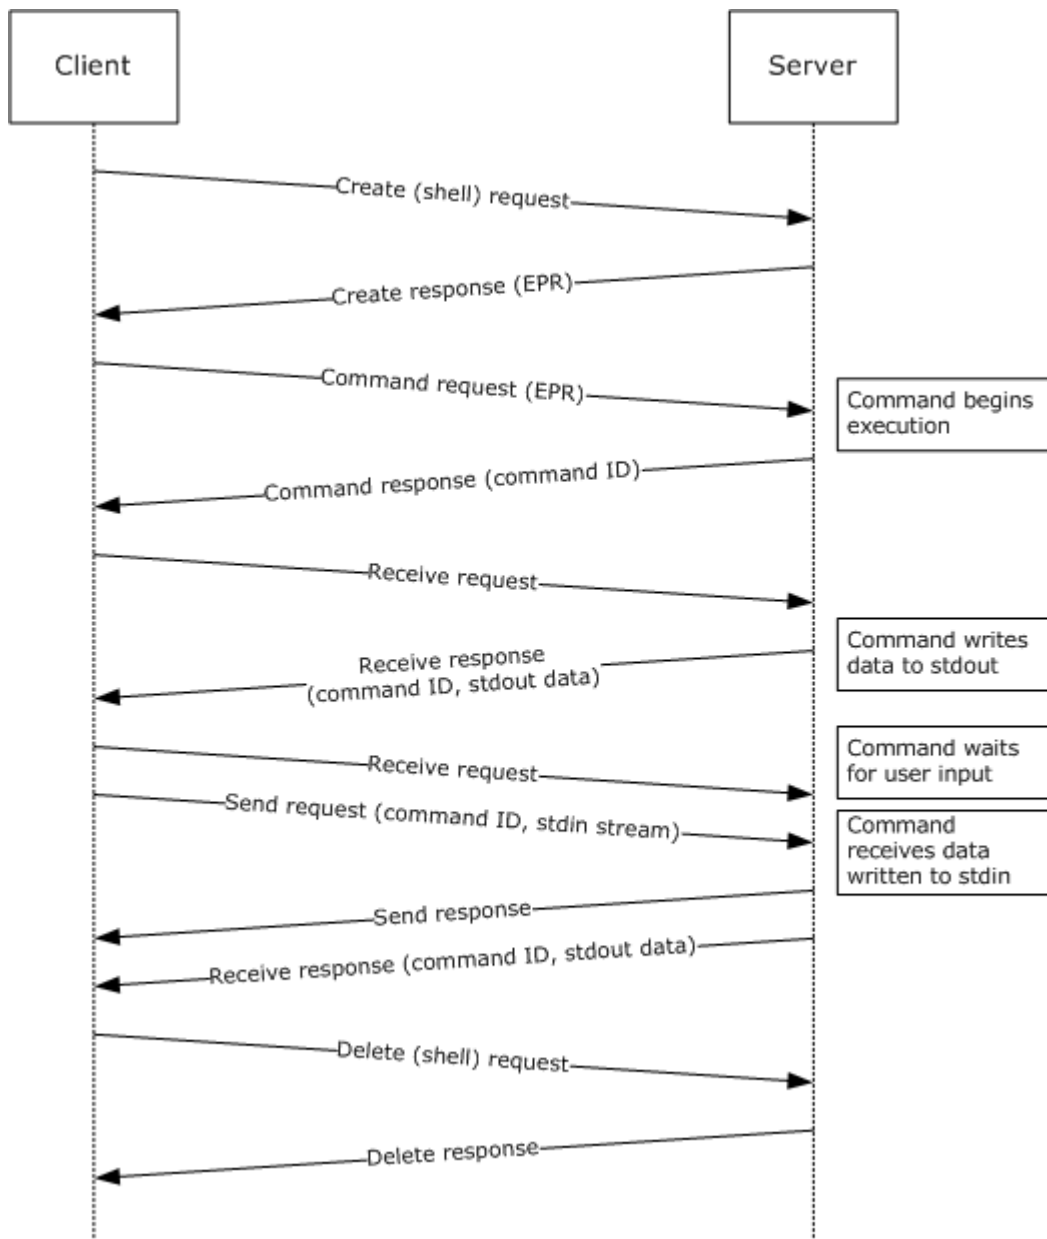 Client
Server
Create (shell) request
Create response (EPR)
Command request (EPR)
Command begins
execution
Command response (command ID)
Receive request
Command writes
data to stdout
Receive response
(command ID, stdout data)
Receive request
Command waits
for user input
Send request (command ID, stdin stream)
Command
receives data
written to stdin
Send response
Receive response (command ID, stdout data)
Delete (shell) request
Delete response